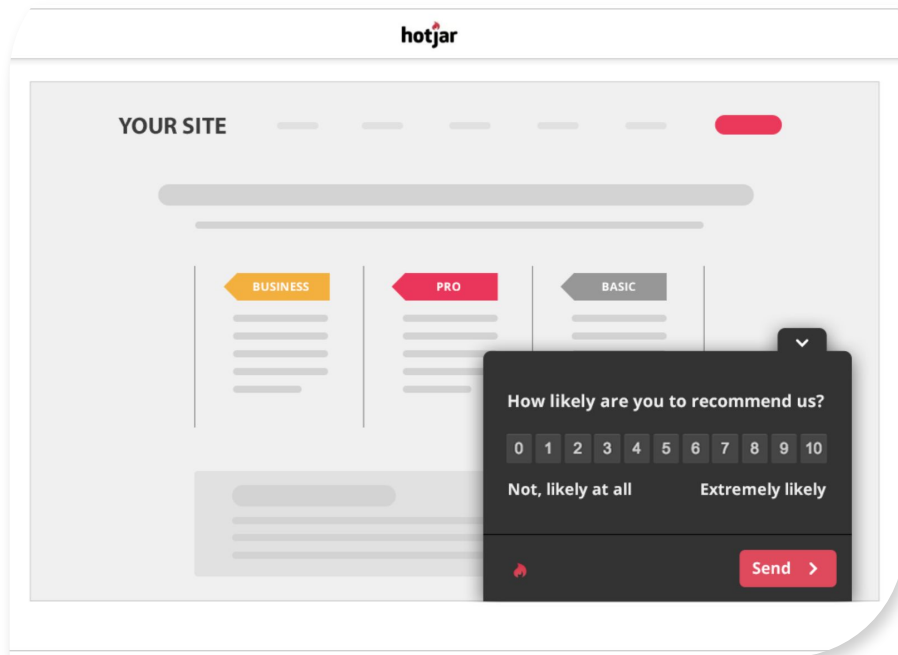 hotjar
YOUR SITE
BUSINESS PRO BASIC
How likely are you to recommend us?
0 1 2 3 4 5 6 7 8 9 10
Not, likely at all Extremely likely
Send